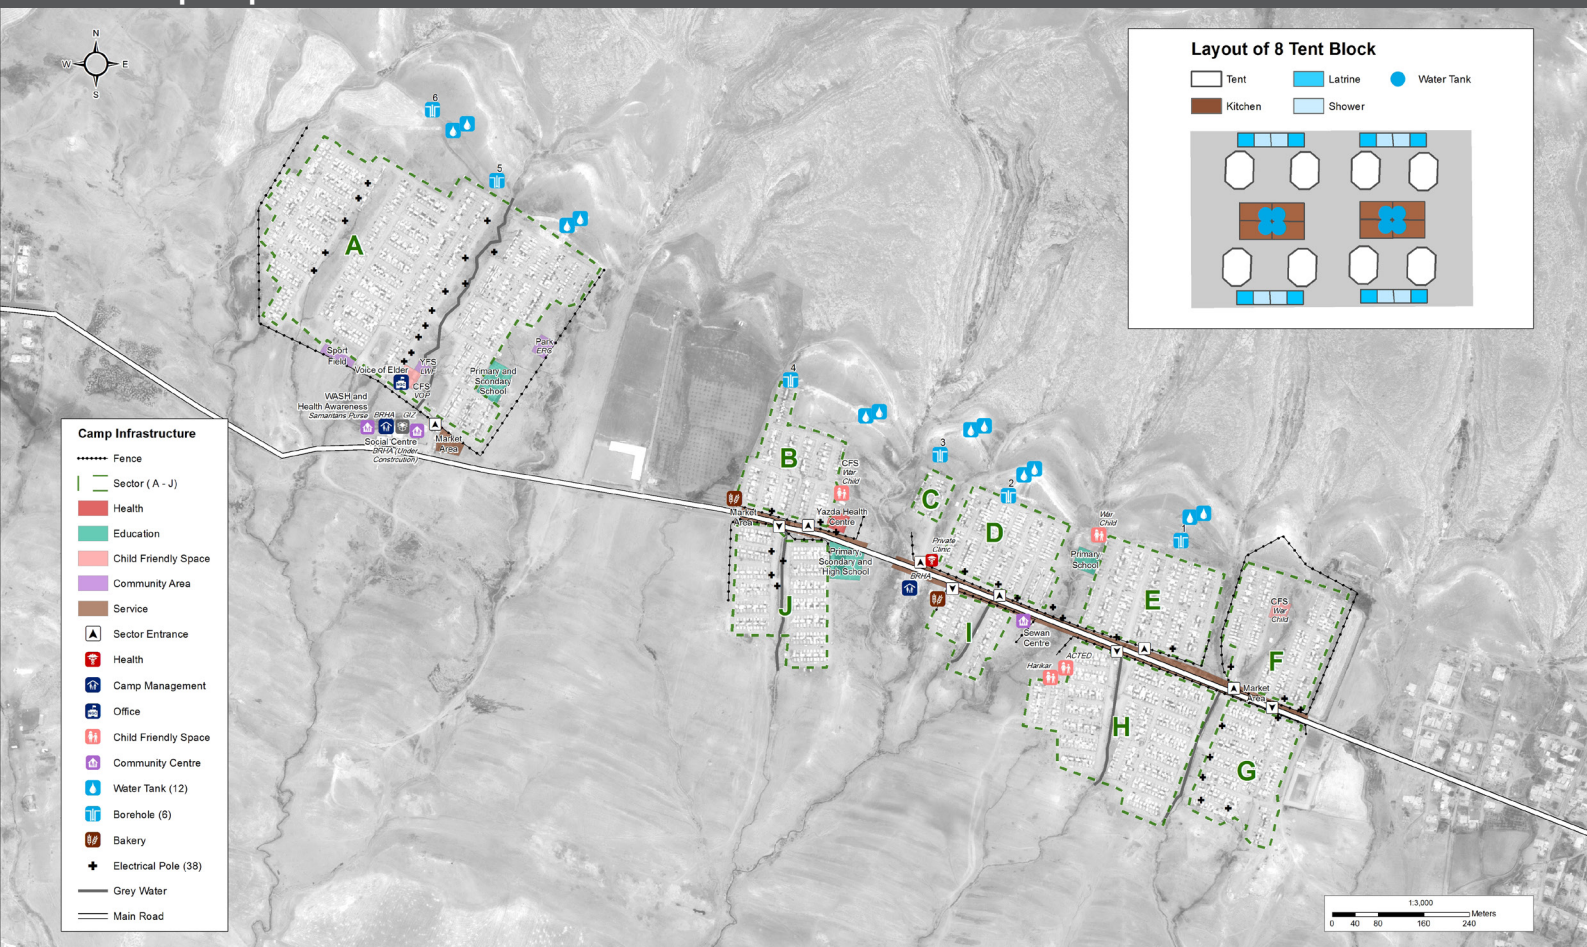 N
W
E
S
Layout of 8 Tent Block
Tent
Latrine
Water Tank
Kitchen
Shower
6
5
A
Sport
Field
Park
ERC
Voice of Elder
YFS
LWF
CFS
VOP
Primary and
Scondary
School
WASH and
Health Awareness
Samaritans Purse
BRHA
GIZ
Social Centre
BRHA (Under
Constrcution)
Market
Area
4
B
CFS
War
Child
Market
Area
Yazda Health
Centre
Primary,
Scondary and
High School
J
3
C
2
D
Private
Clinic
BRHA
I
War
Child
Primary
School
1
E
Sewan
Centre
Harikar
ACTED
H
CFS
War
Child
F
Market
Area
G
Camp Infrastructure
Fence
Sector ( A - J )
Health
Education
Child Friendly Space
Community Area
Service
Sector Entrance
Health
Camp Management
Office
Child Friendly Space
Community Centre
Water Tank (12)
Borehole (6)
Bakery
Electrical Pole (38)
Grey Water
Main Road
1:3,000
Meters
0 40 80 160 240